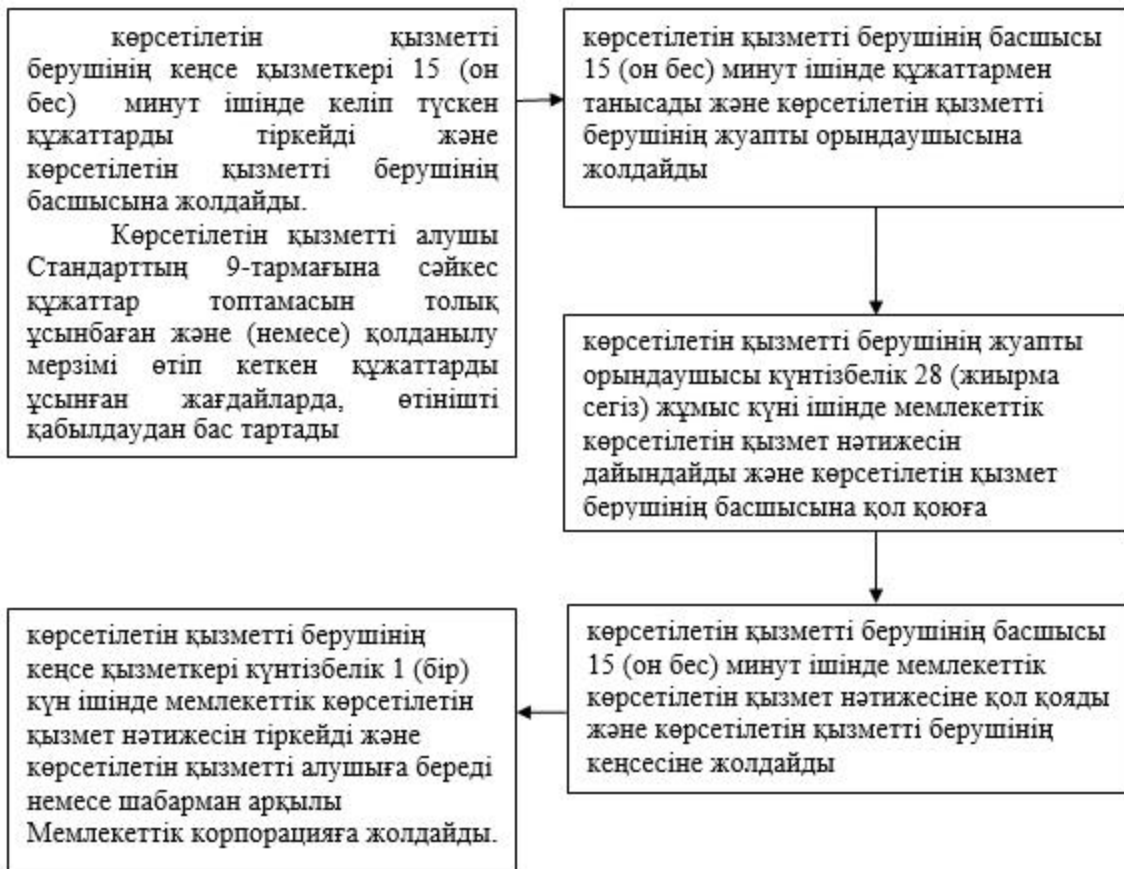 көрсетілетін қызметті
берушінің кеңсе қызметкері 15 (он
бес) минут ішінде келіп түскен
құжаттарды тіркейді және
көрсетілетін қызметті берушінің
басшысына жолдайды.
Көрсетілетін қызметті алушы
Стандарттың 9-тармағына сәйкес
құжаттар топтамасын толық
ұсынбаған және (немесе) қолданылу
мерзімі өтіп кеткен құжаттарды
ұсынған жағдайларда, өтінішті
қабылдаудан бас тартады
көрсетілетін қызметті берушінің басшысы
15 (он бес) минут ішінде құжаттармен
танысады және көрсетілетін қызметті
берушінің жуапты орындаушысына
жолдайды
көрсетілетін қызметті берушінің жуапты
орындаушысы күнтізбелік 28 (жиырма
сегіз) жұмыс күні ішінде мемлекеттік
көрсетілетін қызмет нәтижесін
дайындайды және көрсетілетін қызмет
берушінің басшысына қол қоюға
көрсетілетін қызметті берушінің басшысы
15 (он бес) минут ішінде мемлекеттік
көрсетілетін қызмет нәтижесіне қол қояды
және көрсетілетін қызметті берушінің
кеңсесіне жолдайды
көрсетілетін қызметті берушінің
кеңсе қызметкері күнтізбелік 1 (бір)
күн ішінде мемлекеттік көрсетілетін
қызмет нәтижесін тіркейді және
көрсетілетін қызметті алушыға береді
немесе шабарман арқылы
Мемлекеттік корпорацияға жолдайды.